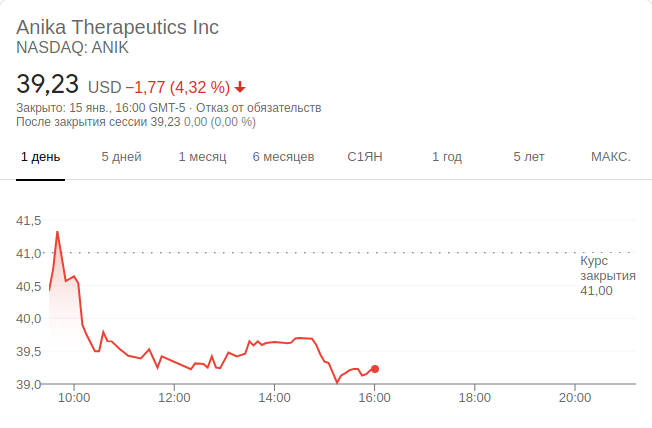 Anika Therapeutics Inc
NASDAQ: ANIK
39,23 USD −1,77 (4,32 %)
Закрыто: 15 янв., 16:00 GMT-5 · Отказ от обязательств
После закрытия сессии 39,23 0,00 (0,00 %)
1 день 5 дней 1 месяц 6 месяцев С1ЯН 1 год 5 лет МАКС.
41,5
41,0
Курс
закрытия
41,00
40,5
40,0
39,5
39,0
10:00 12:00 14:00 16:00 18:00 20:00